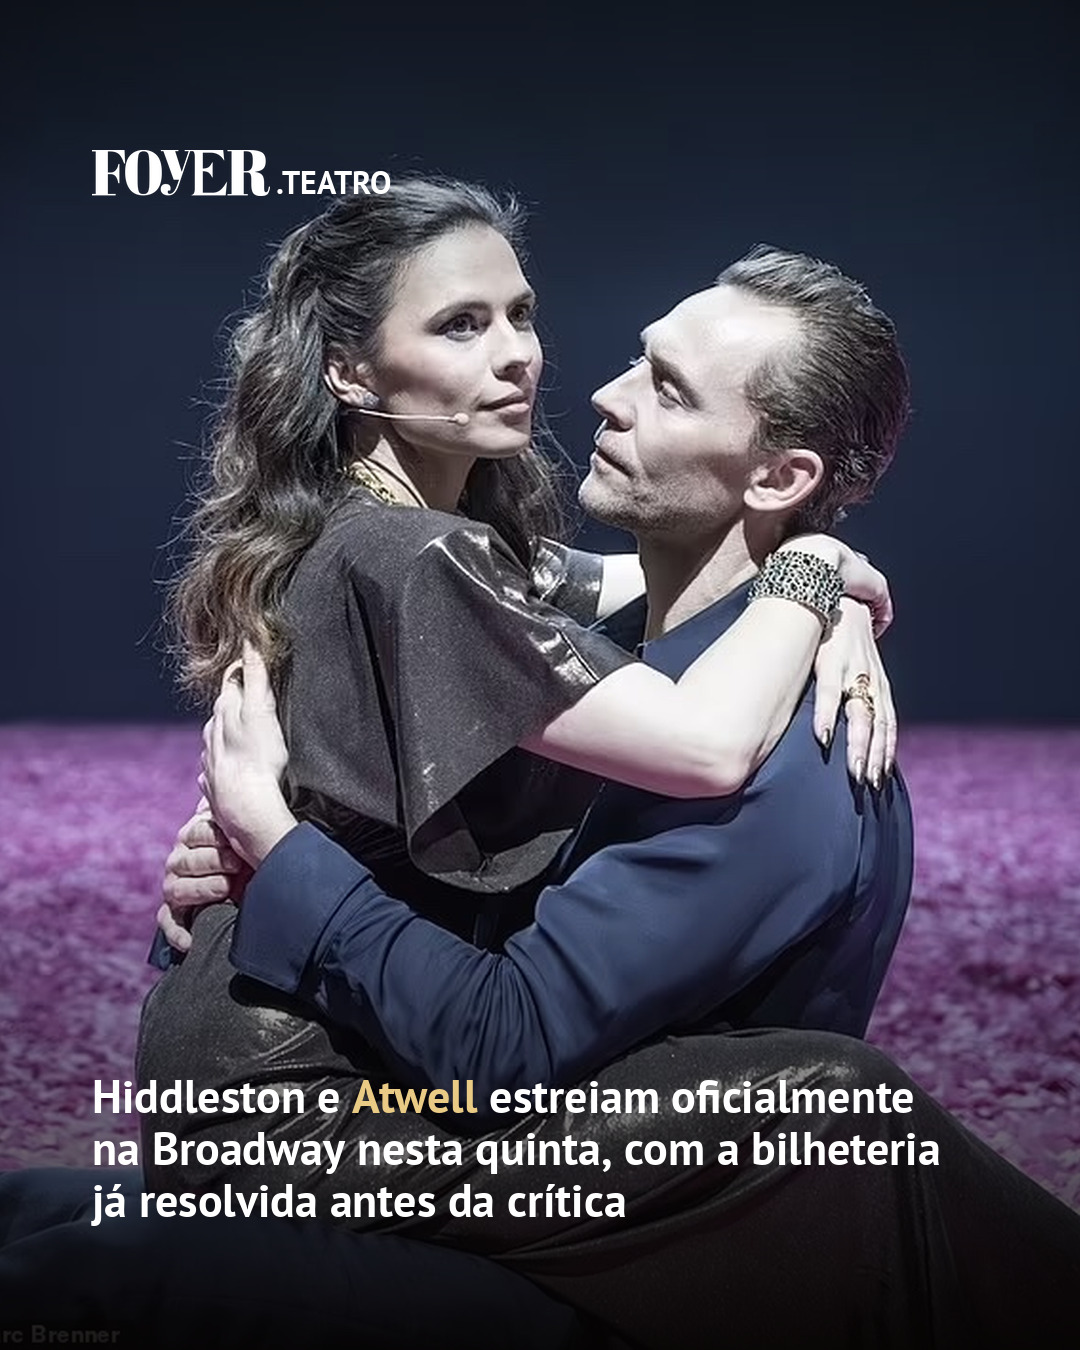 FOYER.TEATRO
Hiddleston e Atwell estreiam oficialmente
na Broadway nesta quinta, com a bilheteria
já resolvida antes da crítica
rc Brenner